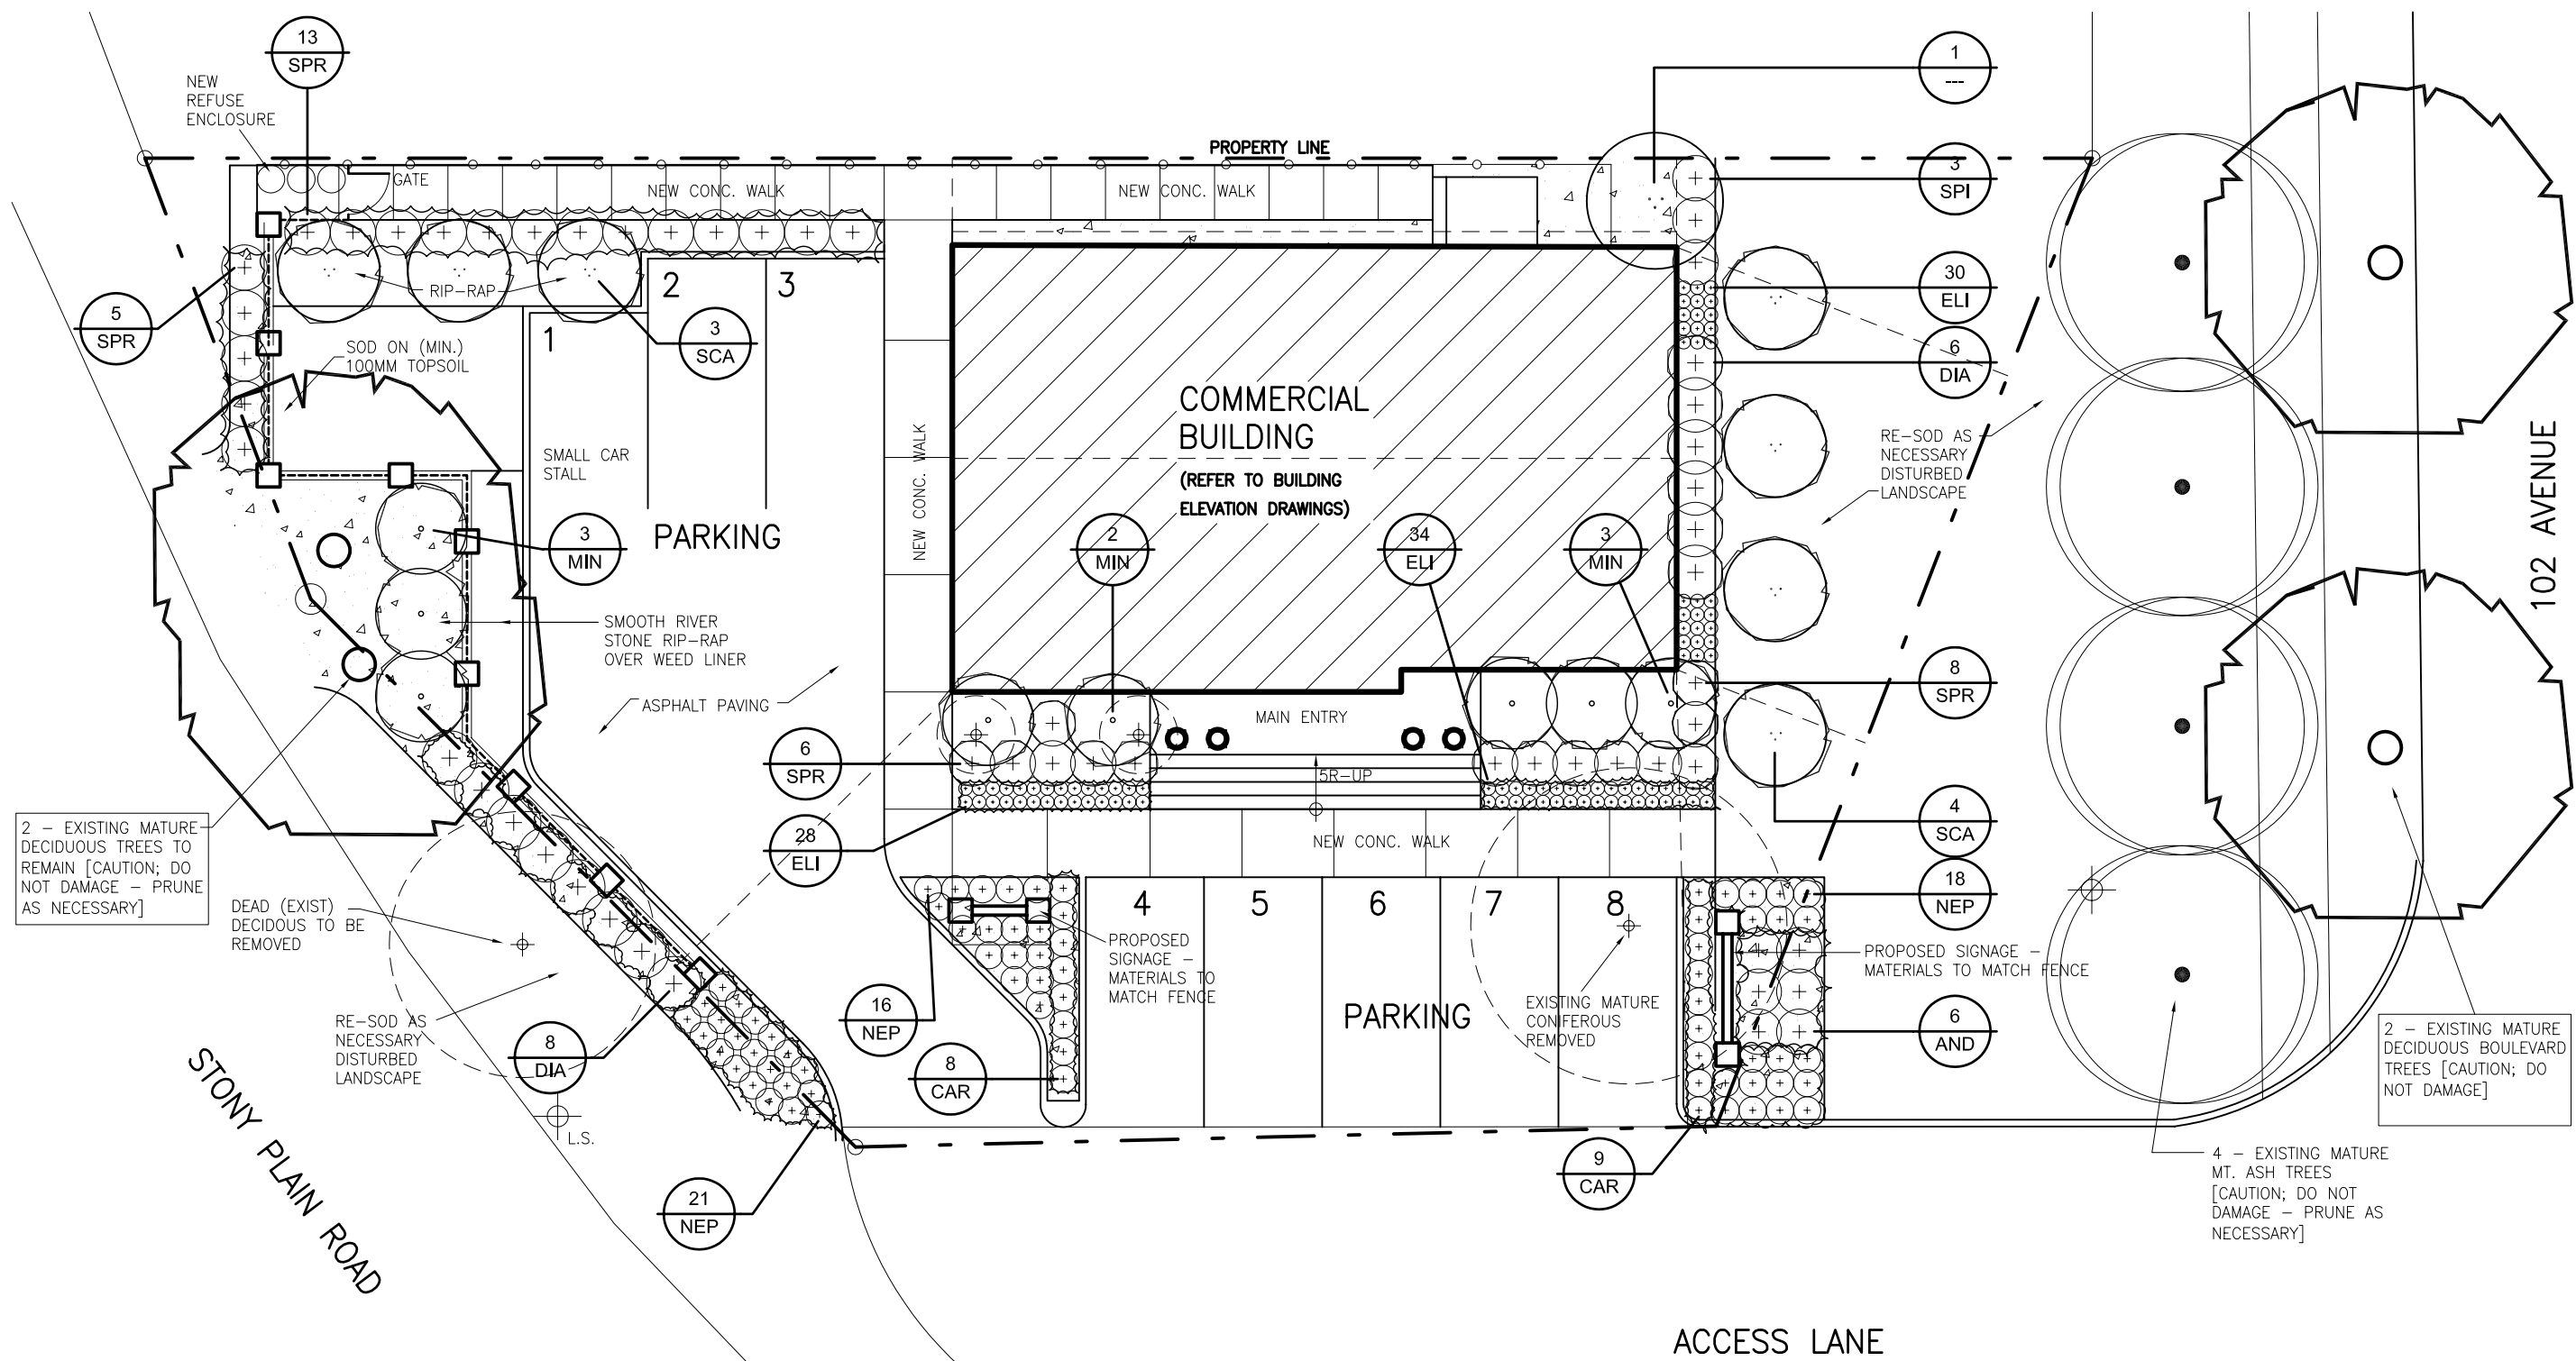 13
SPR
NEW
REFUSE
ENCLOSURE
GATE
NEW CONC. WALK
PROPERTY LINE
NEW CONC. WALK
1
---
3
SPI
30
ELI
6
DIA
5
SPR
RIP-RAP
2
3
1
3
SCA
SOD ON (MIN.)
100MM TOPSOIL
SMALL CAR
STALL
PARKING
3
MIN
NEW CONC. WALK
COMMERCIAL
BUILDING
(REFER TO BUILDING
ELEVATION DRAWINGS)
2
MIN
34
ELI
3
MIN
RE-SOD AS
NECESSARY
DISTURBED
LANDSCAPE
102 AVENUE
SMOOTH RIVER
STONE RIP-RAP
OVER WEED LINER
ASPHALT PAVING
MAIN ENTRY
5R-UP
8
SPR
6
SPR
28
ELI
4
SCA
18
NEP
NEW CONC. WALK
2 - EXISTING MATURE
DECIDUOUS TREES TO
REMAIN [CAUTION; DO
NOT DAMAGE - PRUNE
AS NECESSARY]
DEAD (EXIST)
DECIDOUS TO BE
REMOVED
RE-SOD AS
NECESSARY
DISTURBED
LANDSCAPE
8
DIA
L.S.
STONY PLAIN ROAD
21
NEP
16
NEP
8
CAR
PROPOSED
SIGNAGE -
MATERIALS TO
MATCH FENCE
4
5
6
7
8
PARKING
EXISTING MATURE
CONIFEROUS
REMOVED
9
CAR
PROPOSED SIGNAGE -
MATERIALS TO MATCH FENCE
6
AND
2 - EXISTING MATURE
DECIDUOUS BOULEVARD
TREES [CAUTION; DO
NOT DAMAGE]
4 - EXISTING MATURE
MT. ASH TREES
[CAUTION; DO NOT
DAMAGE - PRUNE AS
NECESSARY]
ACCESS LANE